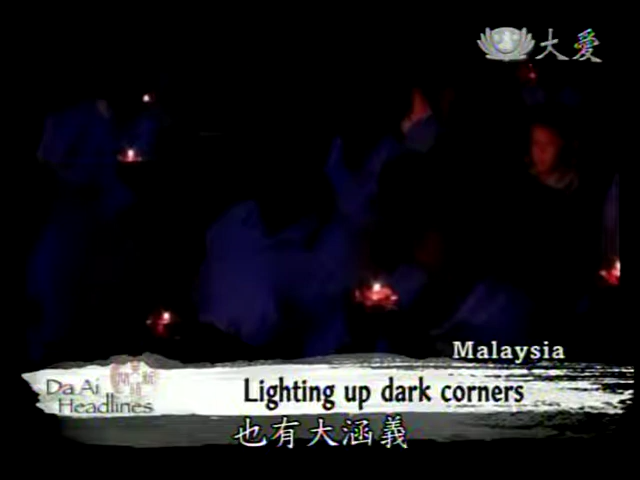 大愛
Malaysia
Da Ai
Headlines
Lighting up dark corners
也有大涵義